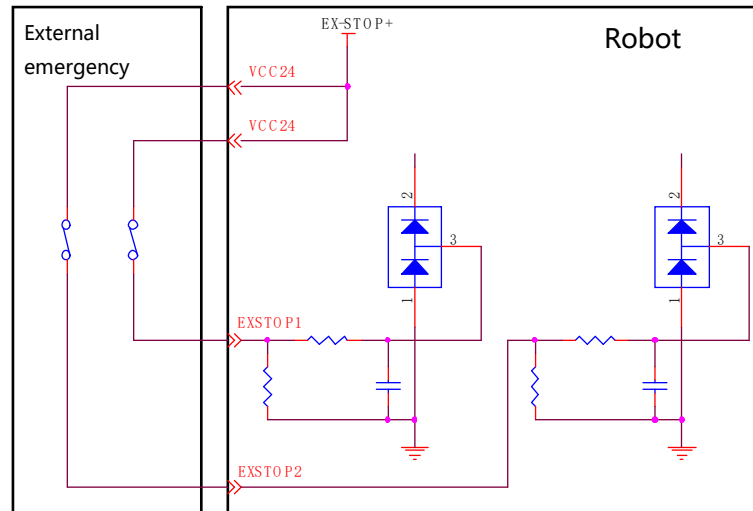 External
emergency
EX-STOP+
Robot
VCC24
VCC24
2
3
1
2
3
1
EXSTOP1
EXSTOP2